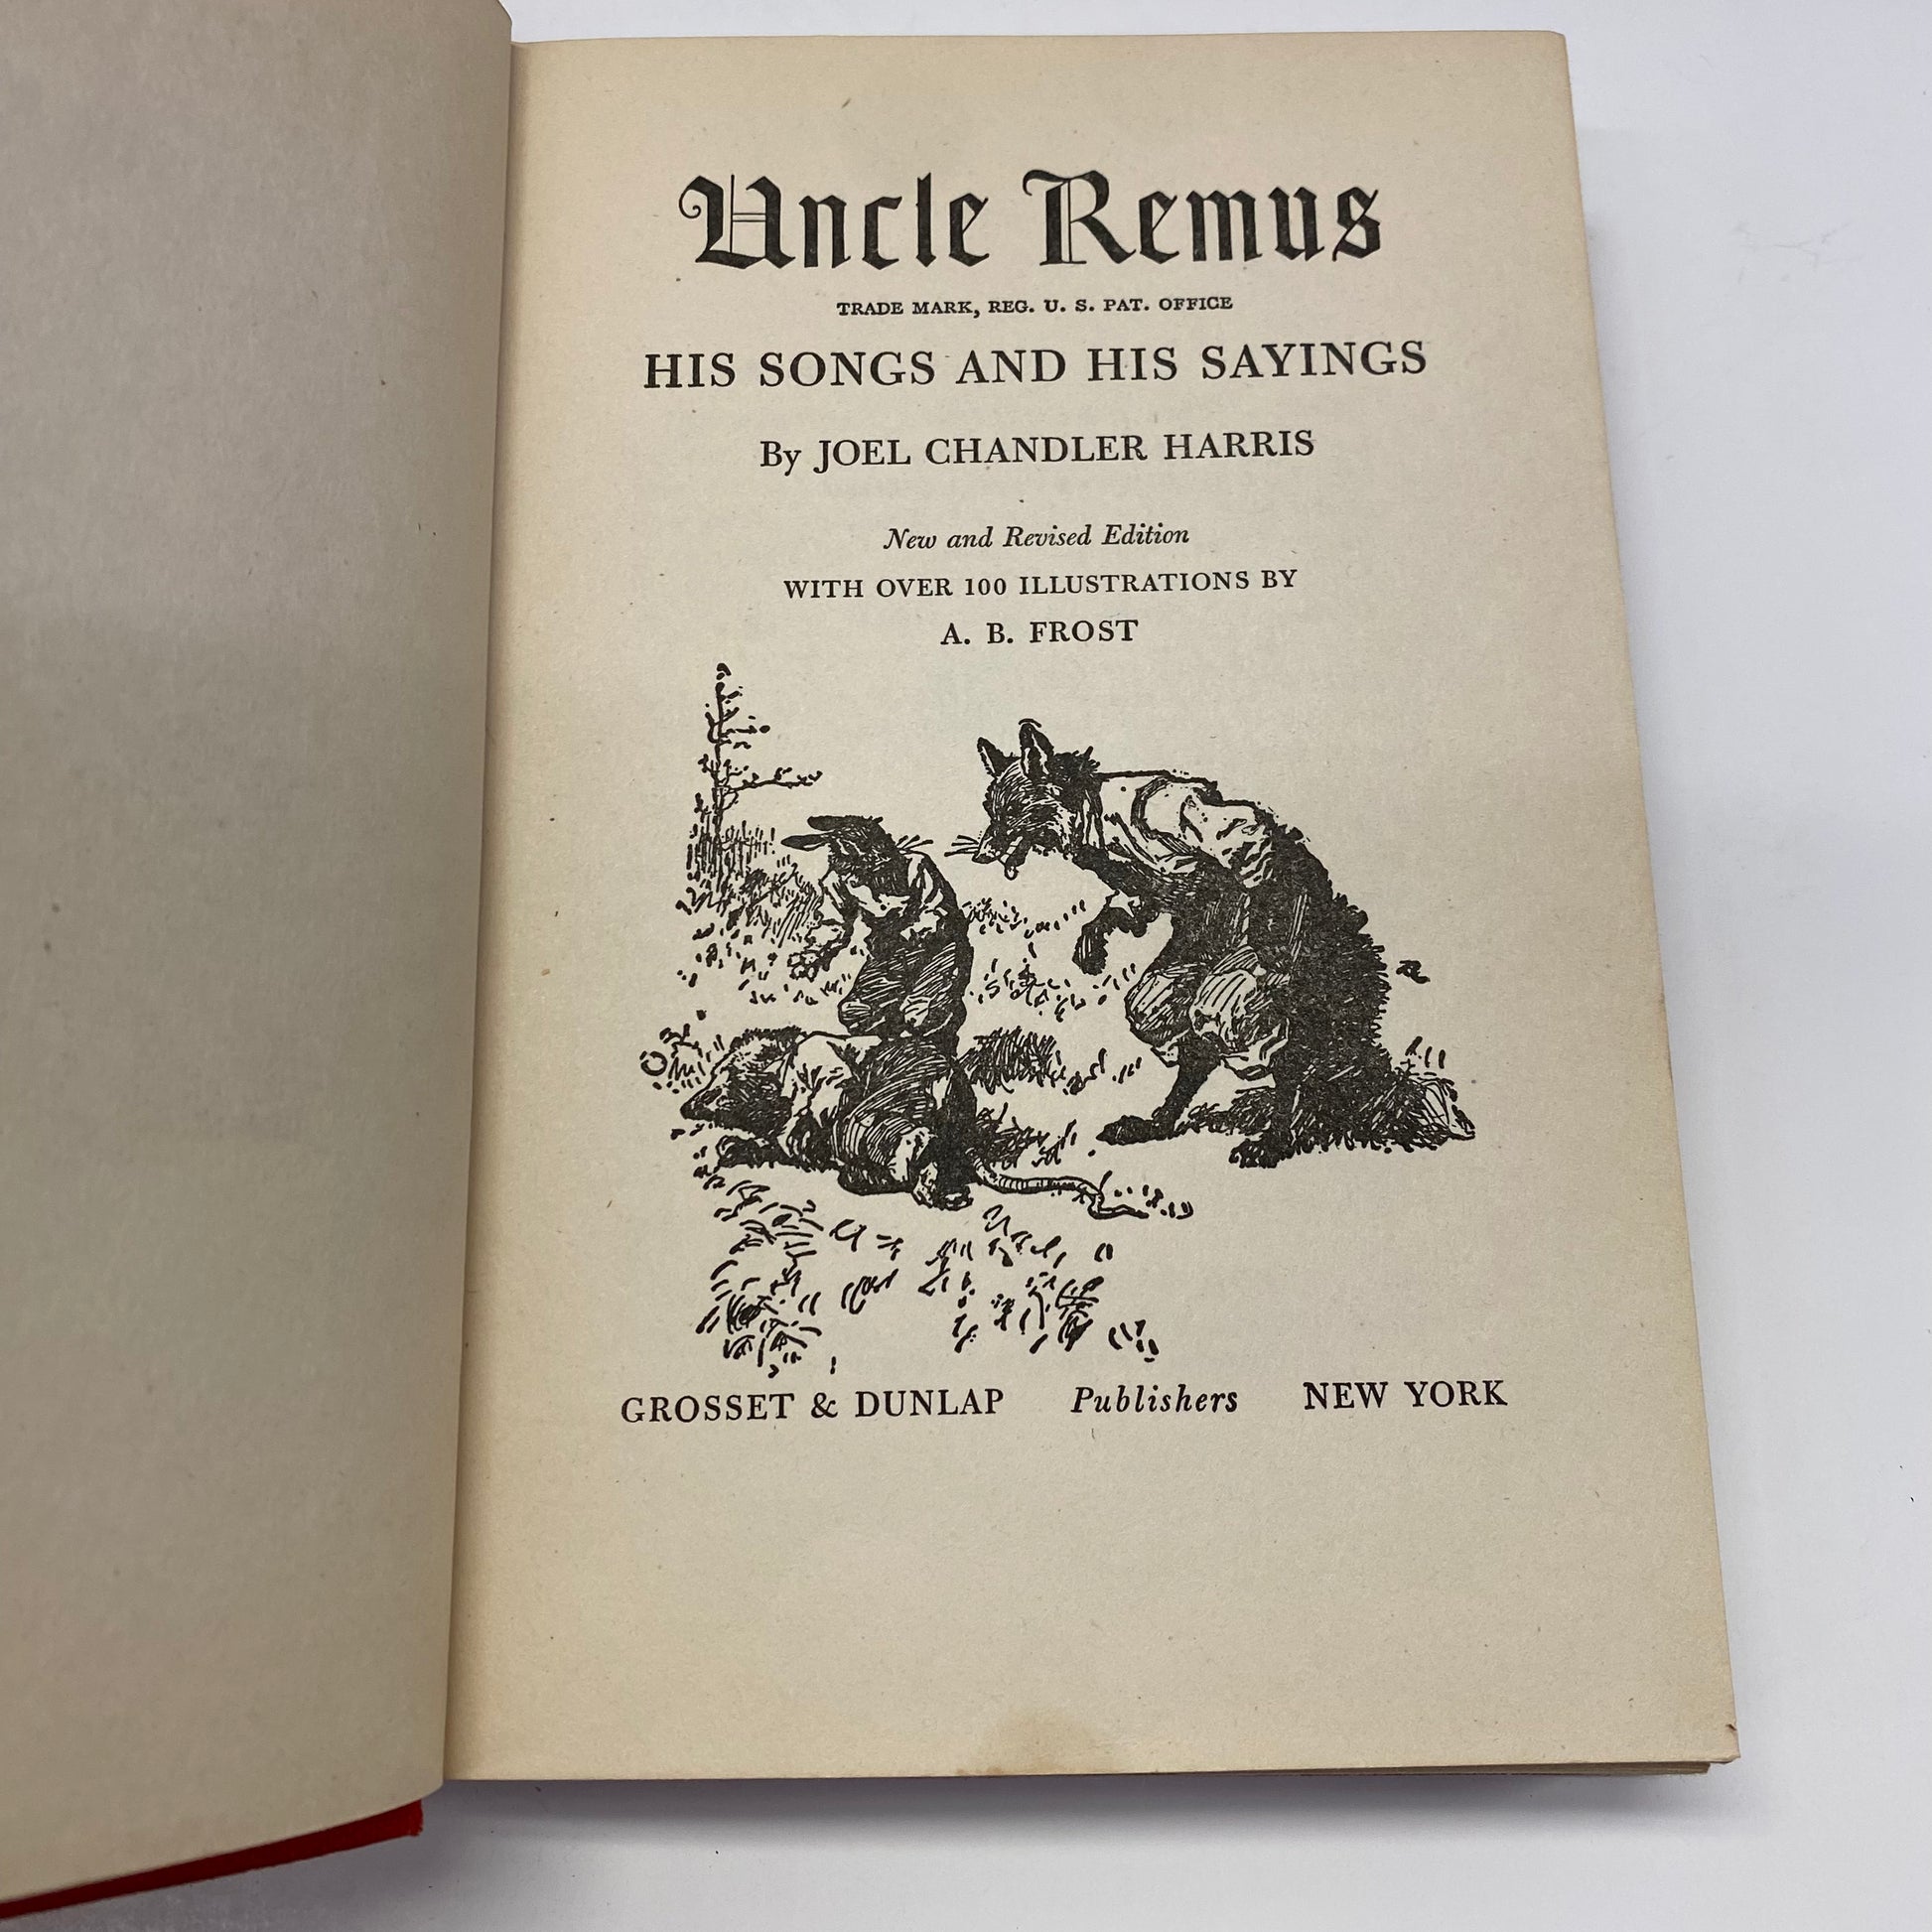 Uncle Remus
TRADE MARK, REG. U. S. PAT. OFFICE
HIS SONGS AND HIS SAYINGS
By JOEL CHANDLER HARRIS
New and Revised Edition
WITH OVER 100 ILLUSTRATIONS BY
A. B. FROST
GROSSET & DUNLAP Publishers NEW YORK